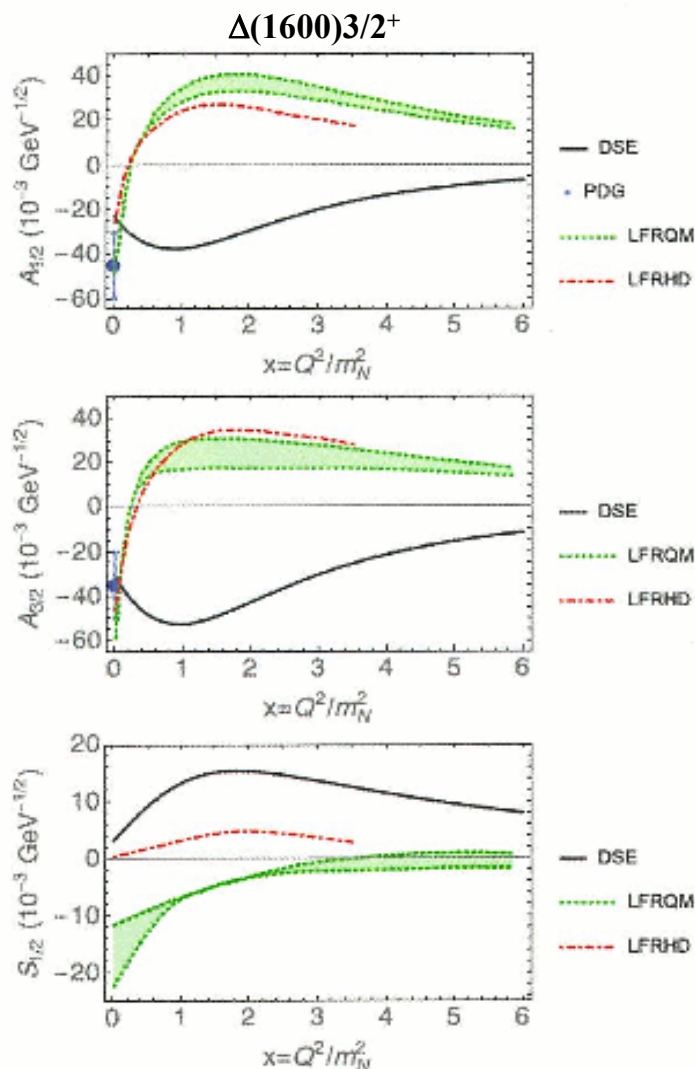 Δ(1600)3/2⁺
A₁/₂ (10⁻³ GeV⁻¹/²)
40
20
0
−20
−40
−60
0 1 2 3 4 5 6
x=Q²/m²N
DSE
PDG
LFRQM
LFRHD
A₃/₂ (10⁻³ GeV⁻¹/²)
40
20
0
−20
−40
−60
0 1 2 3 4 5 6
x=Q²/m²N
DSE
LFRQM
LFRHD
S₁/₂ (10⁻³ GeV⁻¹/²)
20
10
0
−10
−20
0 1 2 3 4 5 6
x=Q²/m²N
DSE
LFRQM
LFRHD